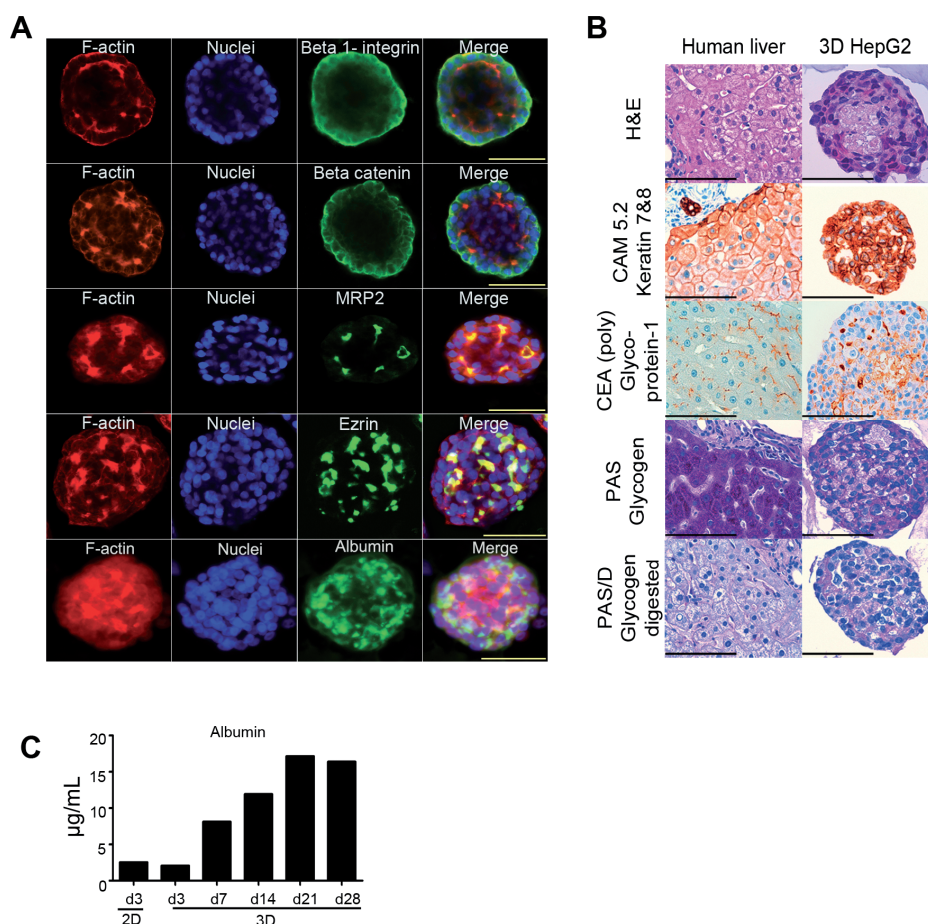 A
F-actin Nuclei Beta 1- integrin Merge
F-actin Nuclei Beta catenin Merge
F-actin Nuclei MRP2 Merge
F-actin Nuclei Ezrin Merge
F-actin Nuclei Albumin Merge
B
Human liver 3D HepG2
H&E
CAM 5.2
Keratin 7&8
CEA (poly)
Glyco-
protein-1
PAS
Glycogen
PAS/D
Glycogen
digested
C
Albumin
µg/mL
20
15
10
5
0
d3 d3 d7 d14 d21 d28
2D 3D